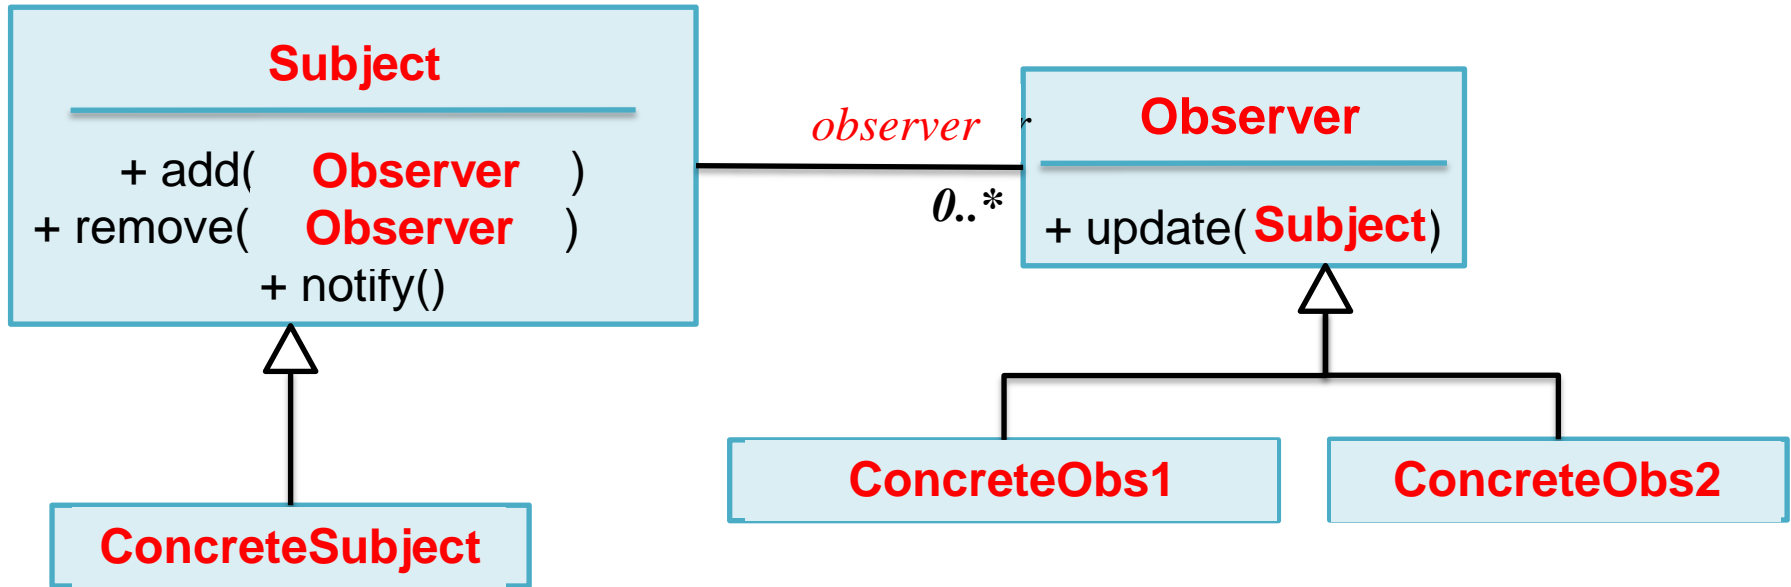 Subject
+ add( Observer )
+ remove( Observer )
+ notify()
observer r
0..*
Observer
+ update(Subject)
ConcreteObs1
ConcreteObs2
ConcreteSubject